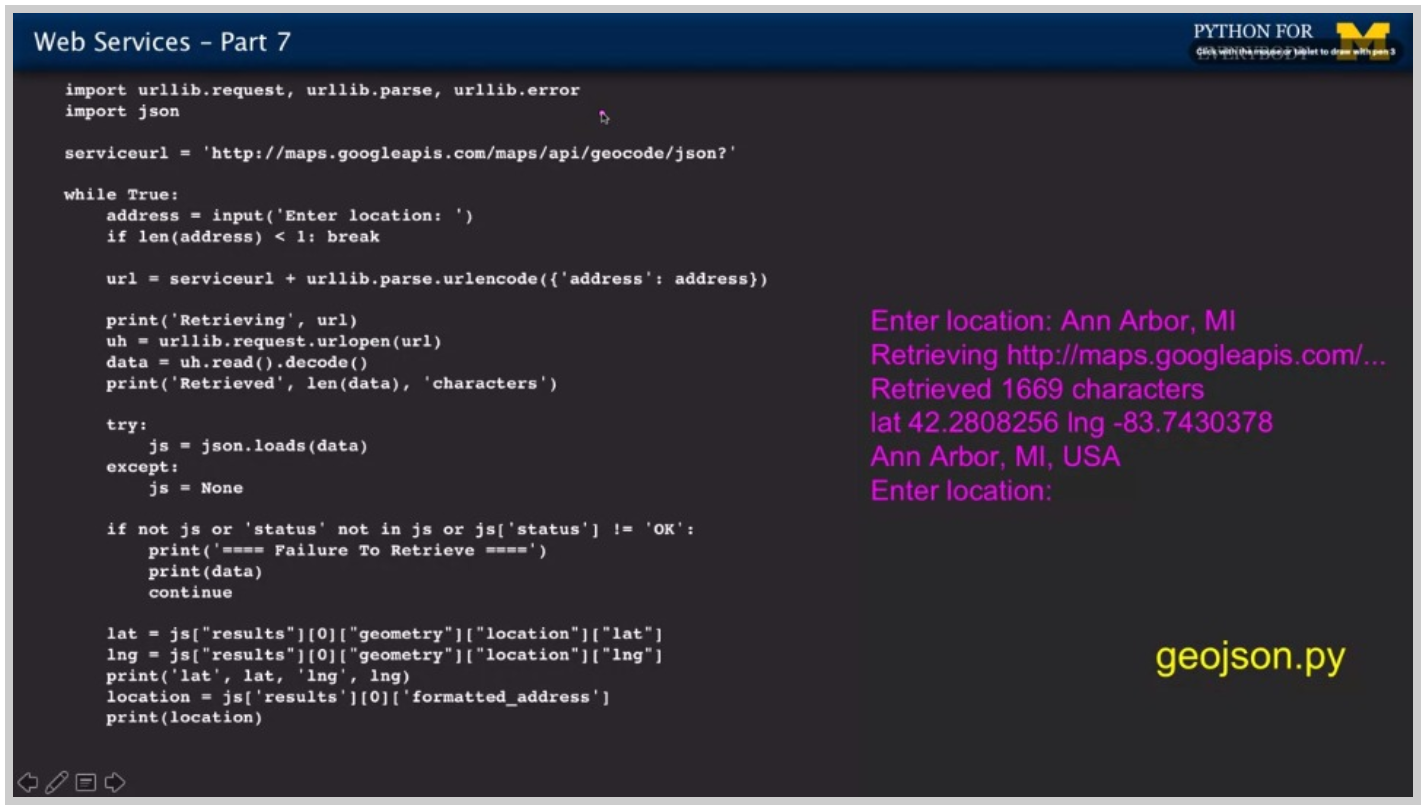 Web Services – Part 7
PYTHON FOR
EVERYBODY
Click with the mouse or tablet to draw with pen 3
import urllib.request, urllib.parse, urllib.error
import json
serviceurl = 'http://maps.googleapis.com/maps/api/geocode/json?'
while True:
    address = input('Enter location: ')
    if len(address) < 1: break
    url = serviceurl + urllib.parse.urlencode({'address': address})
    print('Retrieving', url)
    uh = urllib.request.urlopen(url)
    data = uh.read().decode()
    print('Retrieved', len(data), 'characters')
    try:
        js = json.loads(data)
    except:
        js = None
    if not js or 'status' not in js or js['status'] != 'OK':
        print('==== Failure To Retrieve ====')
        print(data)
        continue
    lat = js["results"][0]["geometry"]["location"]["lat"]
    lng = js["results"][0]["geometry"]["location"]["lng"]
    print('lat', lat, 'lng', lng)
    location = js['results'][0]['formatted_address']
    print(location)
Enter location: Ann Arbor, MI
Retrieving http://maps.googleapis.com/...
Retrieved 1669 characters
lat 42.2808256 lng -83.7430378
Ann Arbor, MI, USA
Enter location:
geojson.py